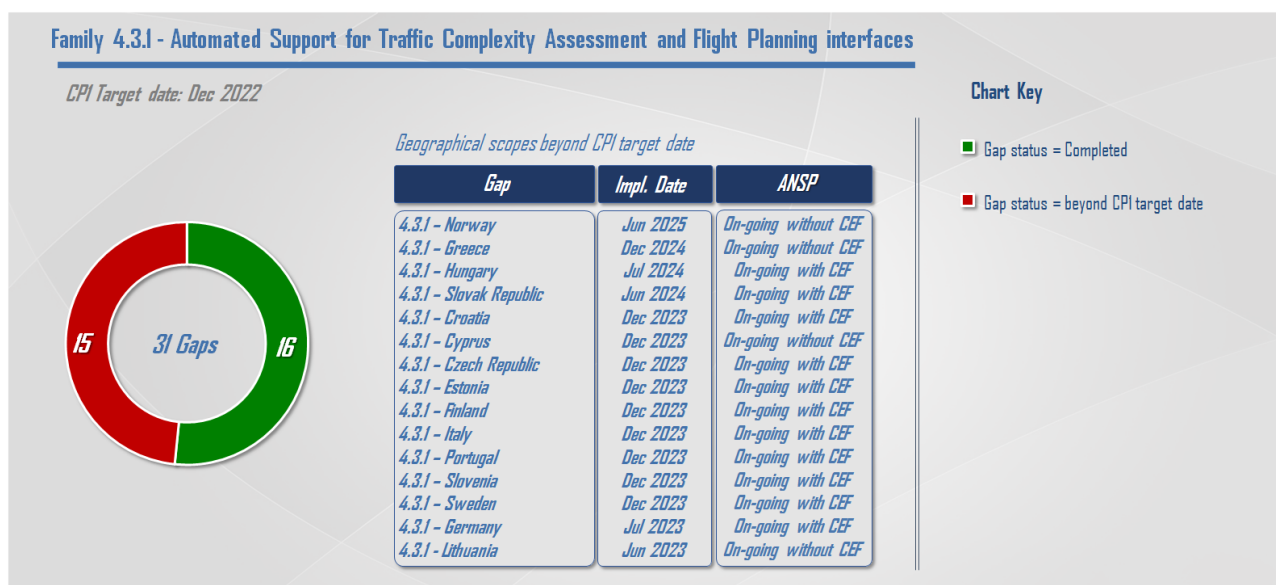 Family 4.3.1 - Automated Support for Traffic Complexity Assessment and Flight Planning interfaces
CPI Target date: Dec 2022
Chart Key
Gap status = Completed
Gap status = beyond CPI target date
Geographical scopes beyond CPI target date
Gap Impl. Date ANSP
4.3.1 – Norway Jun 2025 On-going without CEF
4.3.1 – Greece Dec 2024 On-going without CEF
4.3.1 – Hungary Jul 2024 On-going with CEF
4.3.1 – Slovak Republic Jun 2024 On-going with CEF
4.3.1 – Croatia Dec 2023 On-going with CEF
4.3.1 – Cyprus Dec 2023 On-going without CEF
4.3.1 – Czech Republic Dec 2023 On-going with CEF
4.3.1 – Estonia Dec 2023 On-going with CEF
4.3.1 – Finland Dec 2023 On-going with CEF
4.3.1 – Italy Dec 2023 On-going with CEF
4.3.1 – Portugal Dec 2023 On-going with CEF
4.3.1 – Slovenia Dec 2023 On-going with CEF
4.3.1 – Sweden Dec 2023 On-going with CEF
4.3.1 – Germany Jul 2023 On-going with CEF
4.3.1 - Lithuania Jun 2023 On-going without CEF
15 31 Gaps 16